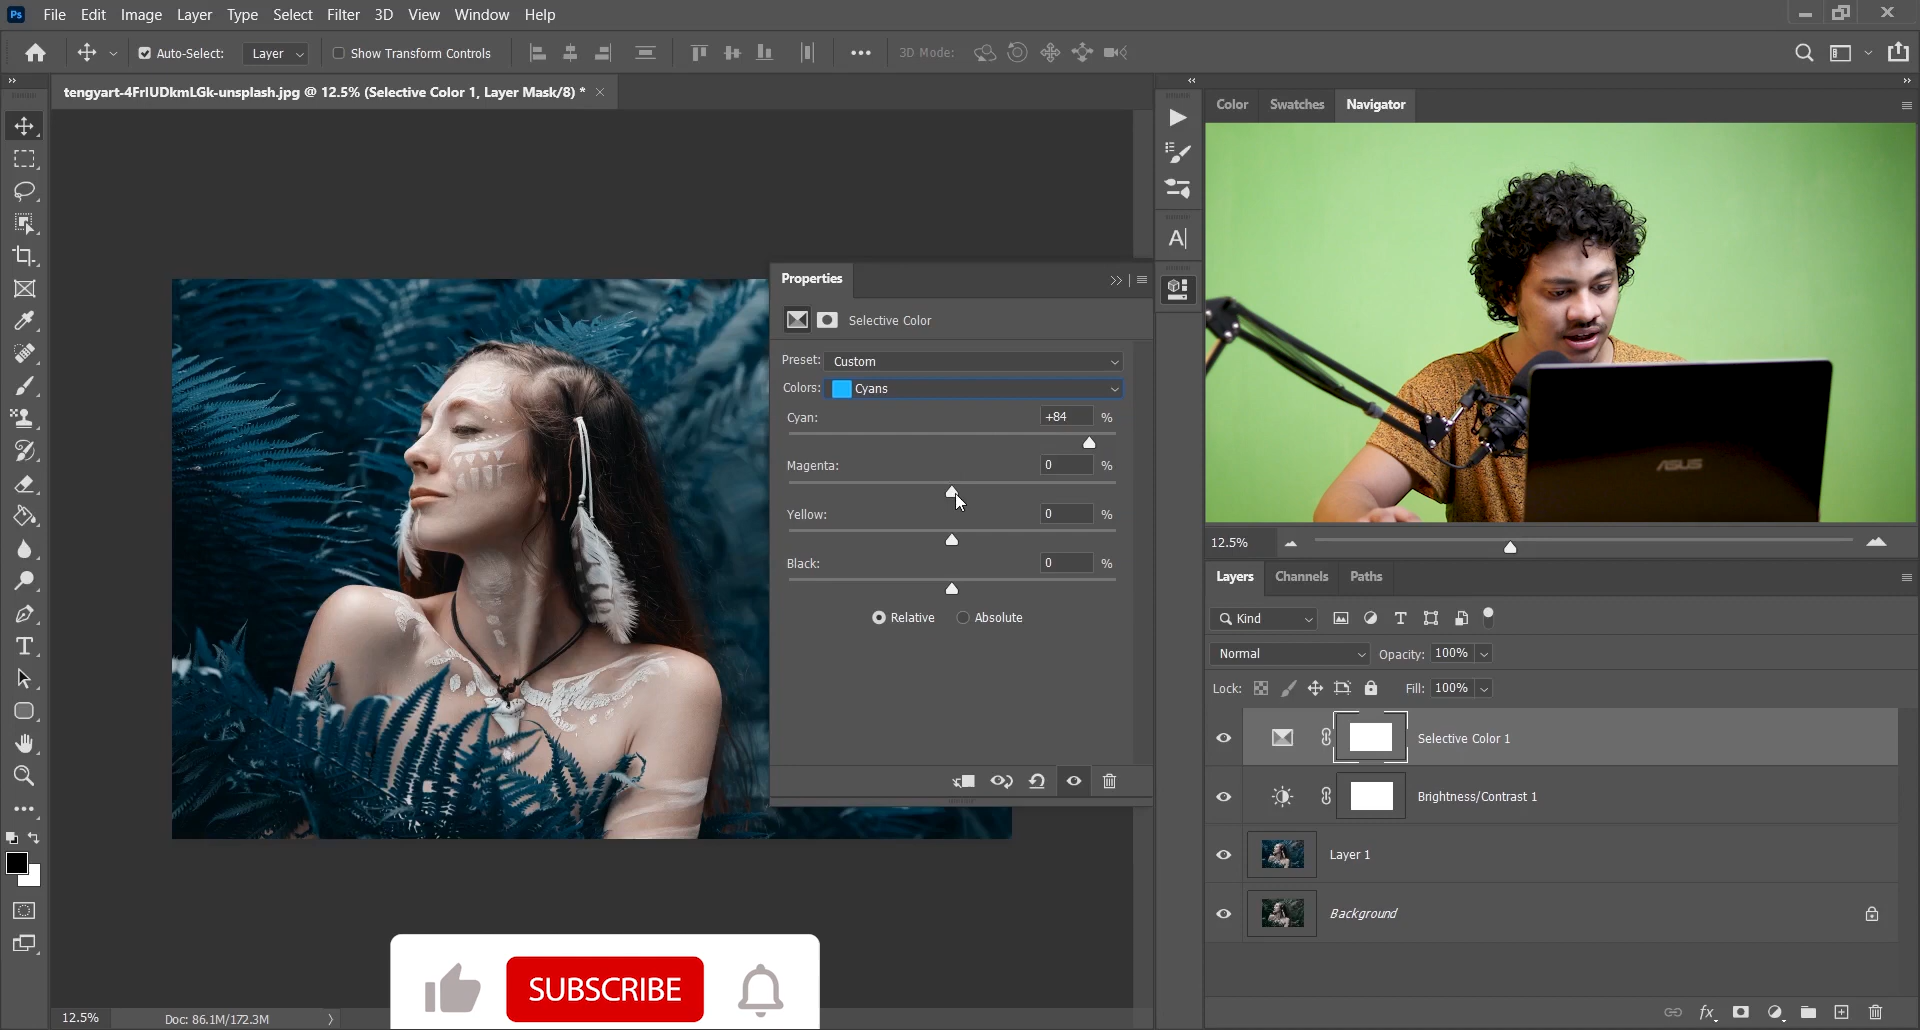 Ps File Edit Image Layer Type Select Filter 3D View Window Help
Auto-Select: Layer Show Transform Controls 3D Mode:
tengyart-4FrlUDkmLGk-unsplash.jpg @ 12.5% (Selective Color 1, Layer Mask/8) *
Color Swatches Navigator
Properties
Selective Color
Preset: Custom
Colors: Cyans
Cyan: +84 %
Magenta: 0 %
Yellow: 0 %
Black: 0 %
Relative Absolute
ASUS
12.5%
Layers Channels Paths
Kind
Normal Opacity: 100%
Lock: Fill: 100%
Selective Color 1
Brightness/Contrast 1
Layer 1
Background
SUBSCRIBE
12.5% Doc: 86.1M/172.3M